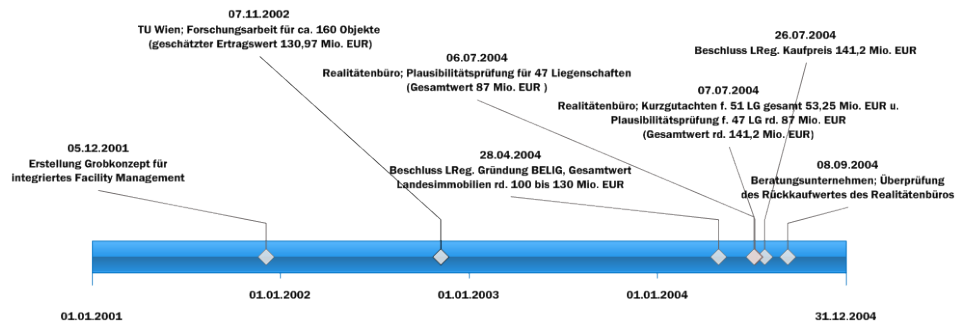 07.11.2002
TU Wien; Forschungsarbeit für ca. 160 Objekte
(geschätzter Ertragswert 130,97 Mio. EUR)
26.07.2004
Beschluss LReg. Kaufpreis 141,2 Mio. EUR
06.07.2004
Realitätenbüro; Plausibilitätsprüfung für 47 Liegenschaften
(Gesamtwert 87 Mio. EUR )
07.07.2004
Realitätenbüro; Kurzgutachten f. 51 LG gesamt 53,25 Mio. EUR u.
Plausibilitätsprüfung f. 47 LG rd. 87 Mio. EUR
(Gesamtwert rd. 141,2 Mio. EUR)
05.12.2001
Erstellung Grobkonzept für
integriertes Facility Management
28.04.2004
Beschluss LReg. Gründung BELIG, Gesamtwert
Landesimmobilien rd. 100 bis 130 Mio. EUR
08.09.2004
Beratungsunternehmen; Überprüfung
des Rückkaufwertes des Realitätenbüros
01.01.2002
01.01.2003
01.01.2004
01.01.2001
31.12.2004